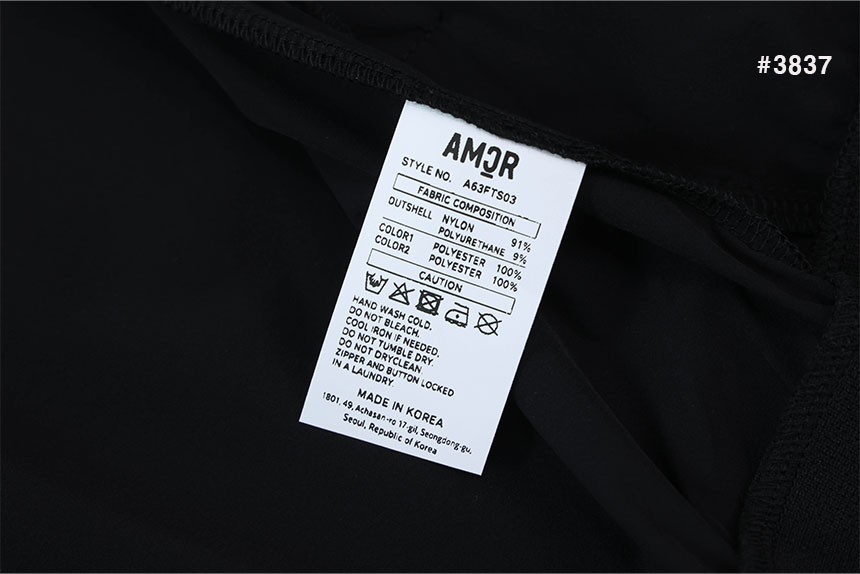 #3837
AMOR
STYLE NO. A63FTS03
FABRIC COMPOSITION
OUTSHELL NYLON 91%
POLYURETHANE 9%
COLOR1 POLYESTER 100%
COLOR2 POLYESTER 100%
CAUTION
HAND WASH COLD.
DO NOT BLEACH.
COOL IRON IF NEEDED.
DO NOT TUMBLE DRY.
DO NOT DRYCLEAN.
ZIPPER AND BUTTON LOCKED
IN A LAUNDRY.
MADE IN KOREA
1801, 49, Achasan-ro 17-gil, Seongdong-gu,
Seoul, Republic of Korea